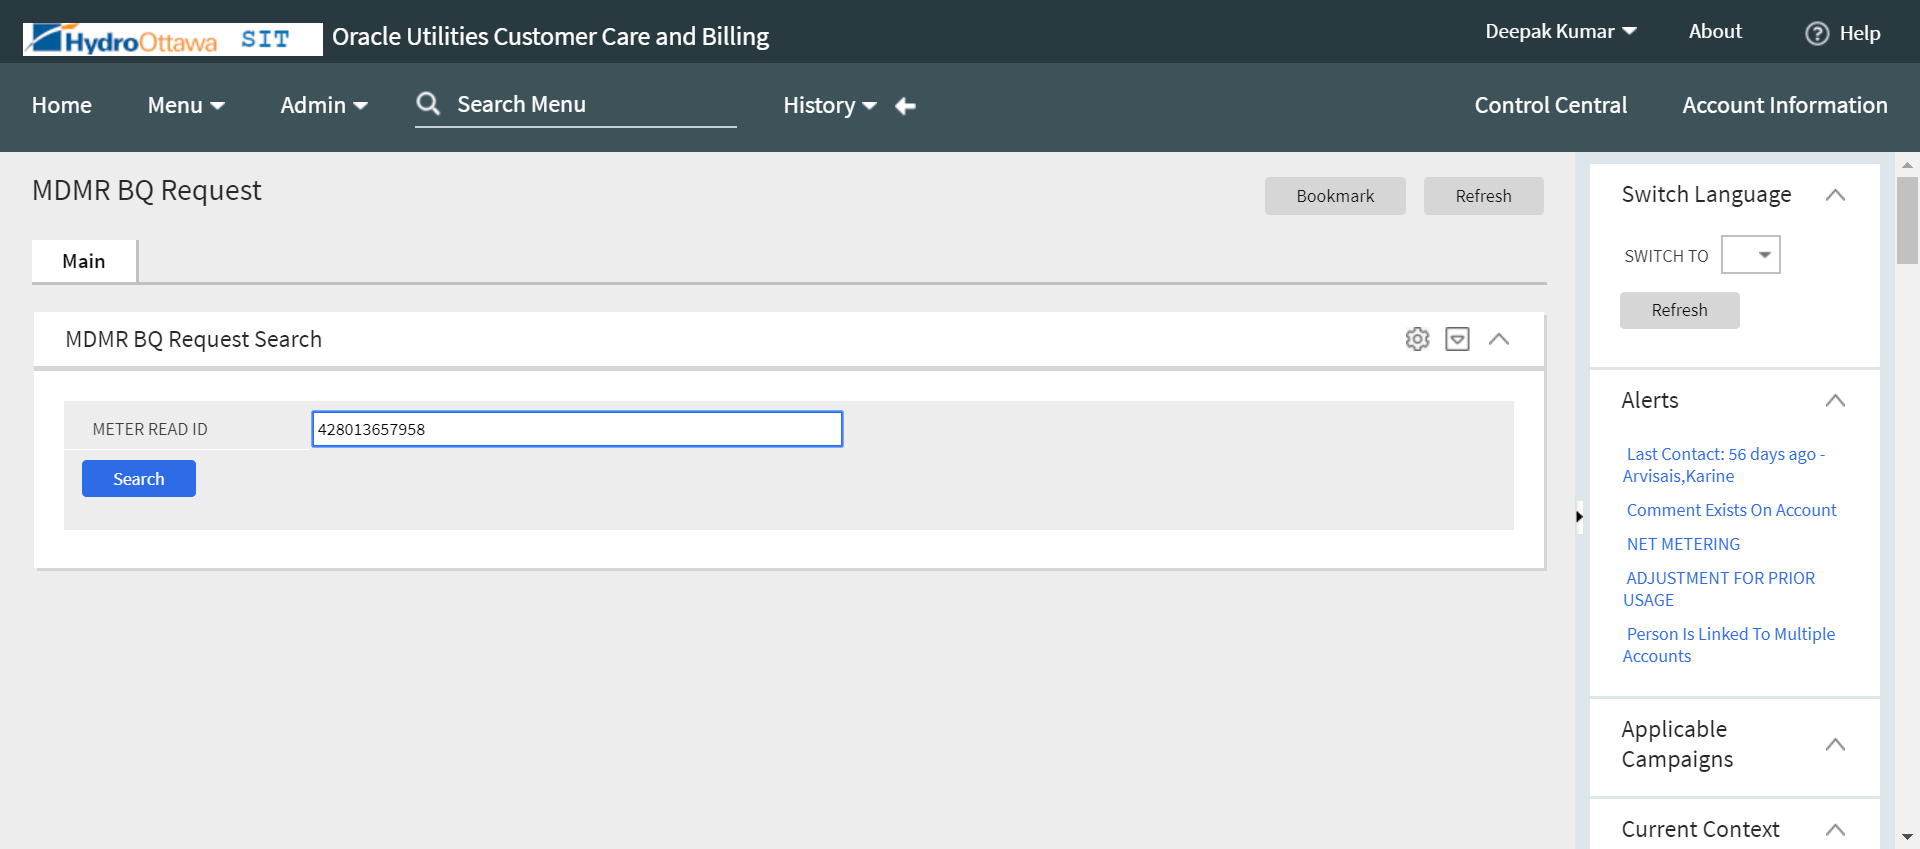 HydroOttawa SIT Oracle Utilities Customer Care and Billing Deepak Kumar About ? Help
Home Menu Admin Search Menu History Control Central Account Information
MDMR BQ Request
Bookmark Refresh
Main
MDMR BQ Request Search
METER READ ID 428013657958
Search
Switch Language
SWITCH TO
Refresh
Alerts
Last Contact: 56 days ago -
Arvisais,Karine
Comment Exists On Account
NET METERING
ADJUSTMENT FOR PRIOR
USAGE
Person Is Linked To Multiple
Accounts
Applicable
Campaigns
Current Context